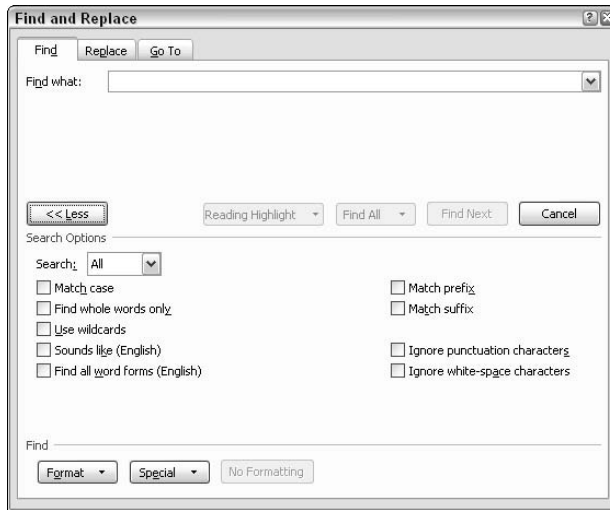 Find and Replace
Find Replace Go To
Find what:
<< Less Reading Highlight Find All Find Next Cancel
Search Options
Search: All
Match case Match prefix
Find whole words only Match suffix
Use wildcards
Sounds like (English) Ignore punctuation characters
Find all word forms (English) Ignore white-space characters
Find
Format Special No Formatting